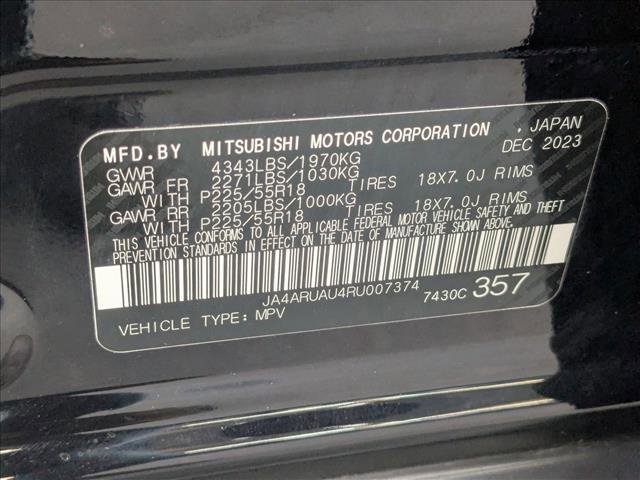 MFD.BY MITSUBISHI MOTORS CORPORATION , JAPAN
GVWR 4343LBS/1970KG DEC 2023
GAWR FR 2271LBS/1030KG
WITH P225/55R18 TIRES 18X7.0J RIMS
GAWR RR 2205LBS/1000KG
WITH P225/55R18 TIRES 18X7.0J RIMS
THIS VEHICLE CONFORMS TO ALL APPLICABLE FEDERAL MOTOR VEHICLE SAFETY AND THEFT
PREVENTION STANDARDS IN EFFECT ON THE DATE OF MANUFACTURE SHOWN ABOVE.
JA4ARUAU4RU007374 7430C 357
VEHICLE TYPE:MPV